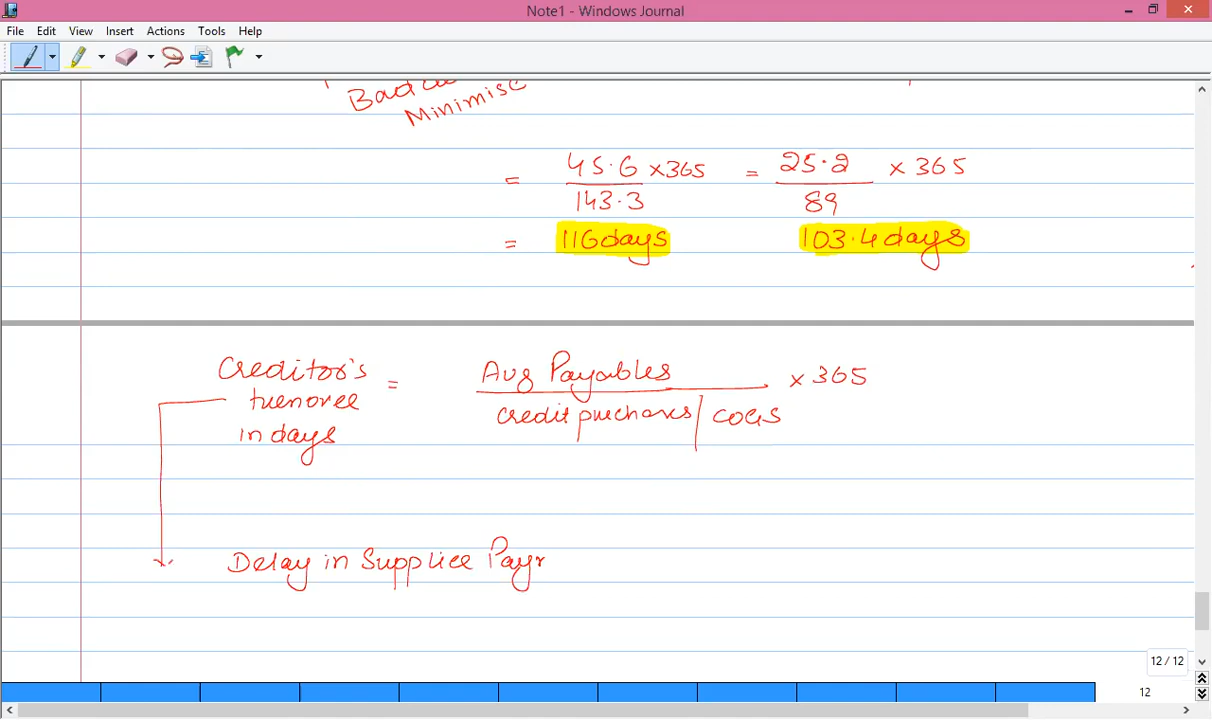 Note1 - Windows Journal
File Edit View Insert Actions Tools Help
Minimise
= 45.6 x365 = 25.2 x 365
143.3 89
= 116days 103.4days
Creditor's = Avg Payables x 365
turnover credit purchases / COGS
in days
Delay in Supplier Paym
12 / 12
12